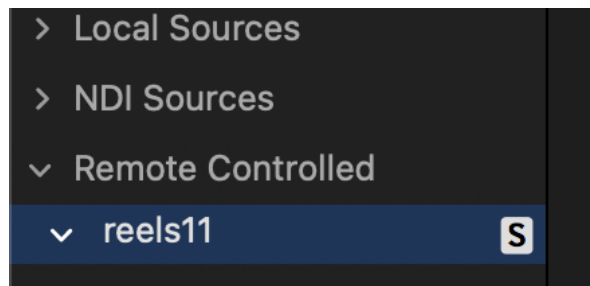 Local Sources
NDI Sources
Remote Controlled
reels11 S